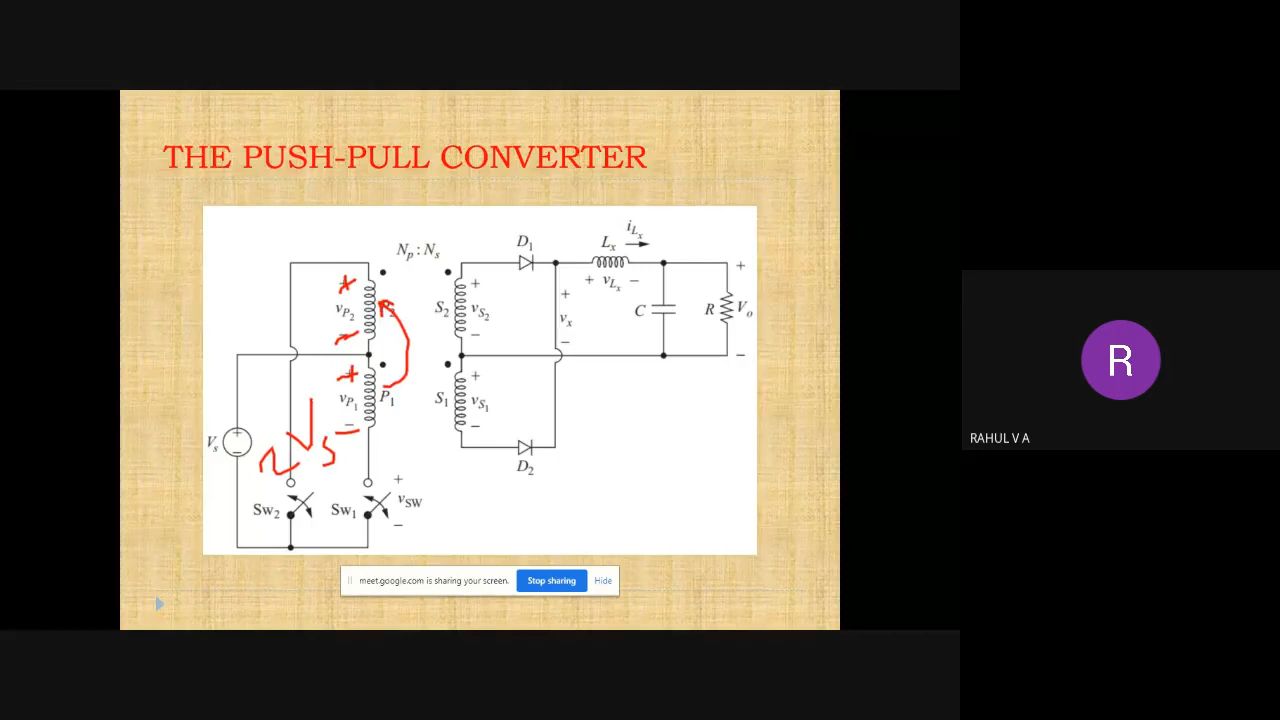 THE PUSH-PULL CONVERTER
Np : Ns
D1
Lx
iLx
+ vLx −
+
vP2
−
P2
S2
+
vS2
−
+
vx
−
C
R
+
Vo
−
+
vP1
−
P1
S1
+
vS1
−
D2
Vs
+
−
Sw2
Sw1
+
vSW
−
meet.google.com is sharing your screen.
Stop sharing
Hide
R
RAHUL V A